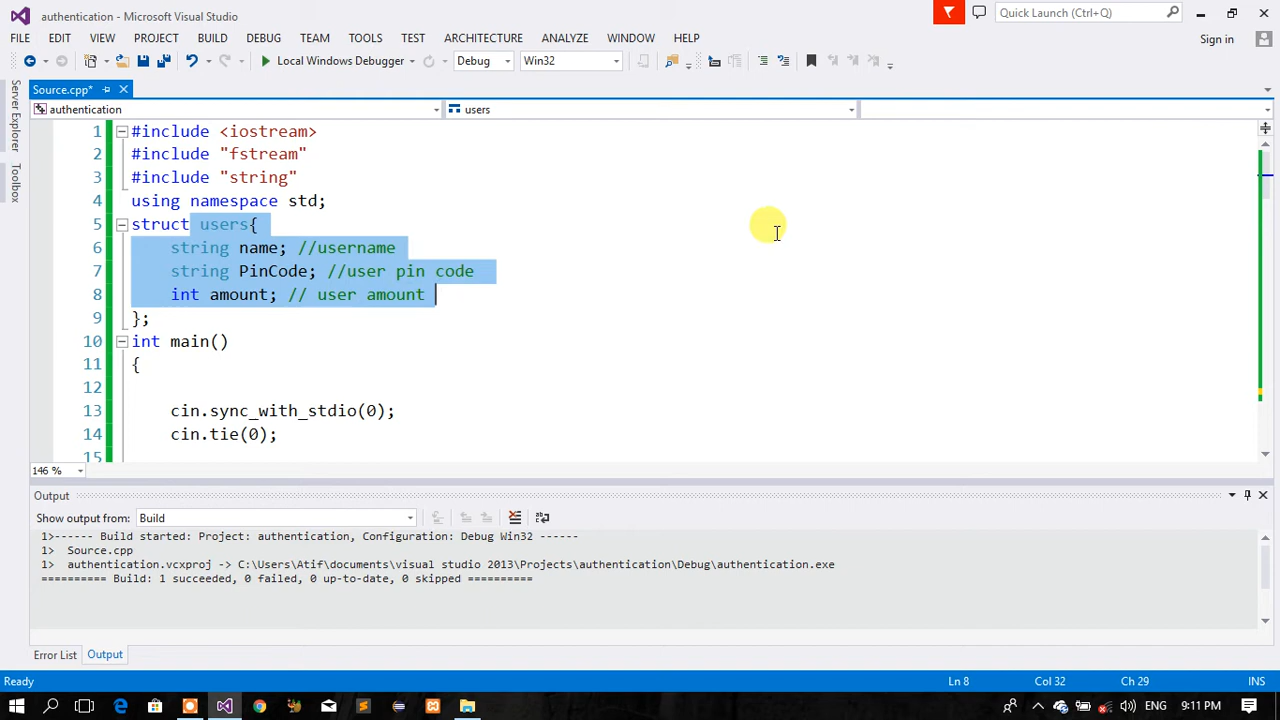 authentication - Microsoft Visual Studio
Quick Launch (Ctrl+Q)
FILE EDIT VIEW PROJECT BUILD DEBUG TEAM TOOLS TEST ARCHITECTURE ANALYZE WINDOW HELP
Sign in
Local Windows Debugger Debug Win32
Source.cpp*
authentication users
Server Explorer
Toolbox
1 #include <iostream>
2 #include "fstream"
3 #include "string"
4 using namespace std;
5 struct users{
6 string name; //username
7 string PinCode; //user pin code
8 int amount; // user amount
9 };
10 int main()
11 {
12
13 cin.sync_with_stdio(0);
14 cin.tie(0);
15
146 %
Output
Show output from: Build
1>------ Build started: Project: authentication, Configuration: Debug Win32 ------
1> Source.cpp
1> authentication.vcxproj -> C:\Users\Atif\documents\visual studio 2013\Projects\authentication\Debug\authentication.exe
========== Build: 1 succeeded, 0 failed, 0 up-to-date, 0 skipped ==========
Error List Output
Ready Ln 8 Col 32 Ch 29 INS
9:11 PM